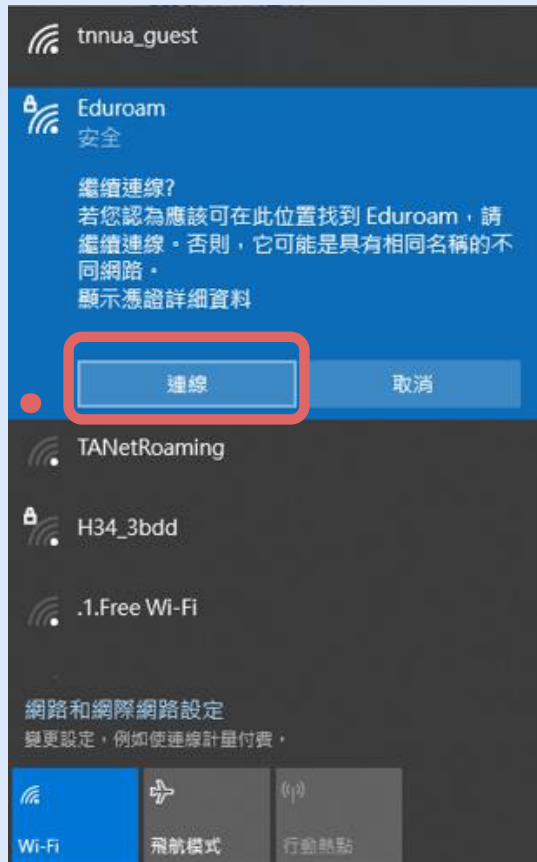 tnnua_guest
Eduroam
安全
繼續連線?
若您認為應該可在此位置找到 Eduroam，請
繼續連線。否則，它可能是具有相同名稱的不
同網路。
顯示憑證詳細資料
連線
取消
TANetRoaming
H34_3bdd
.1.Free Wi-Fi
網路和網際網路設定
變更設定，例如使連線計量付費。
Wi-Fi
飛航模式
行動熱點